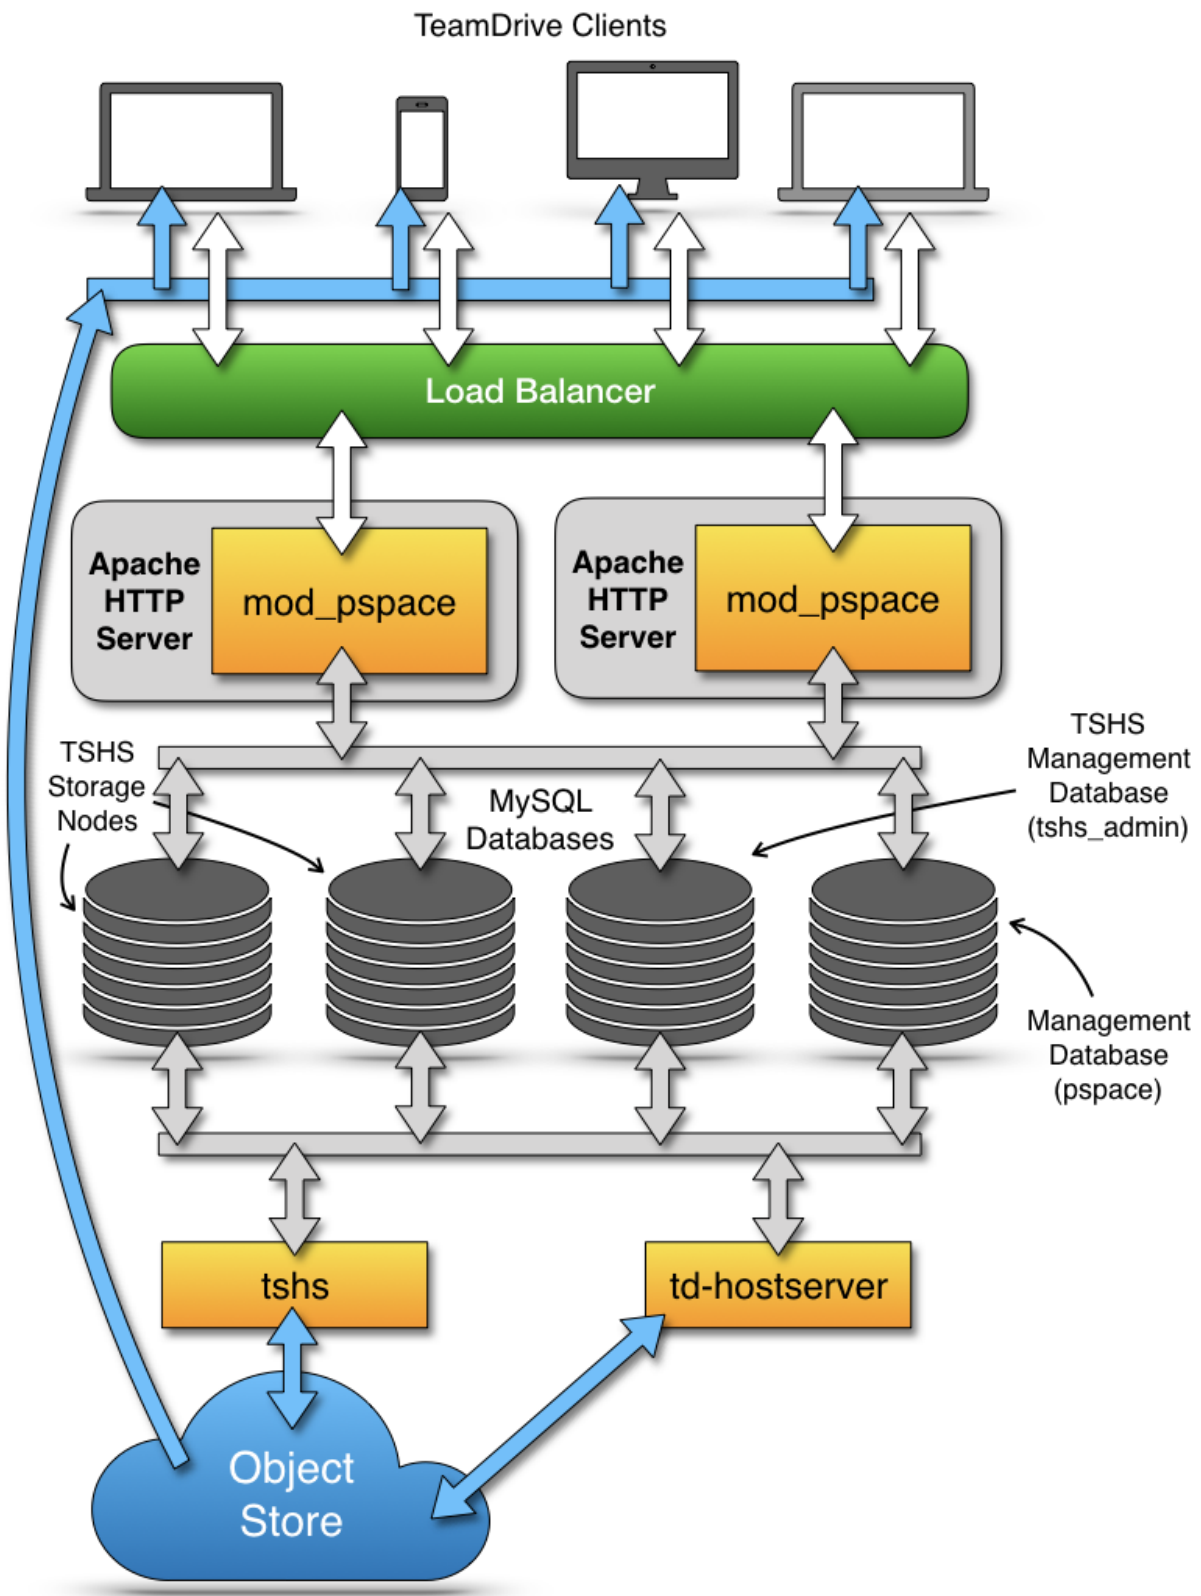 TeamDrive Clients
Load Balancer
Apache
HTTP
Server
mod_pspace
Apache
HTTP
Server
mod_pspace
TSHS
Storage
Nodes
MySQL
Databases
TSHS
Management
Database
(tshs_admin)
Management
Database
(pspace)
tshs
td-hostserver
Object
Store